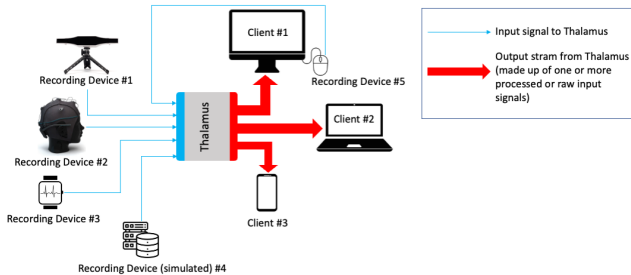 Client #1
Recording Device #1
Recording Device #5
Thalamus
Client #2
Recording Device #2
Recording Device #3
Client #3
Recording Device (simulated) #4
Input signal to Thalamus
Output stram from Thalamus
(made up of one or more
processed or raw input
signals)